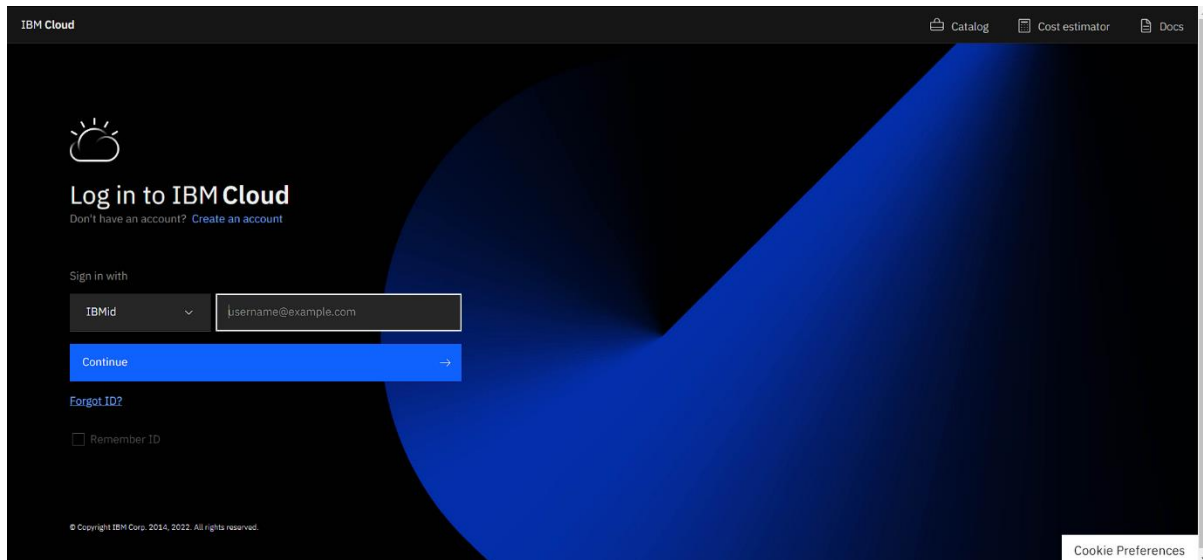 IBM Cloud
Catalog
Cost estimator
Docs
Log in to IBM Cloud
Don't have an account? Create an account
Sign in with
IBMid
username@example.com
Continue
Forgot ID?
Remember ID
© Copyright IBM Corp. 2014, 2022. All rights reserved.
Cookie Preferences